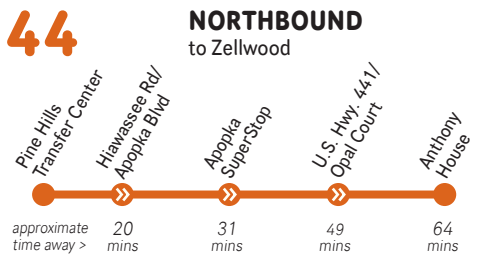 44
NORTHBOUND
to Zellwood
Pine Hills
Transfer Center
Hiawassee Rd/
Apopka Blvd
Apopka
SuperStop
U.S. Hwy. 441/
Opal Court
Anthony
House
approximate
time away >
20
mins
31
mins
49
mins
64
mins